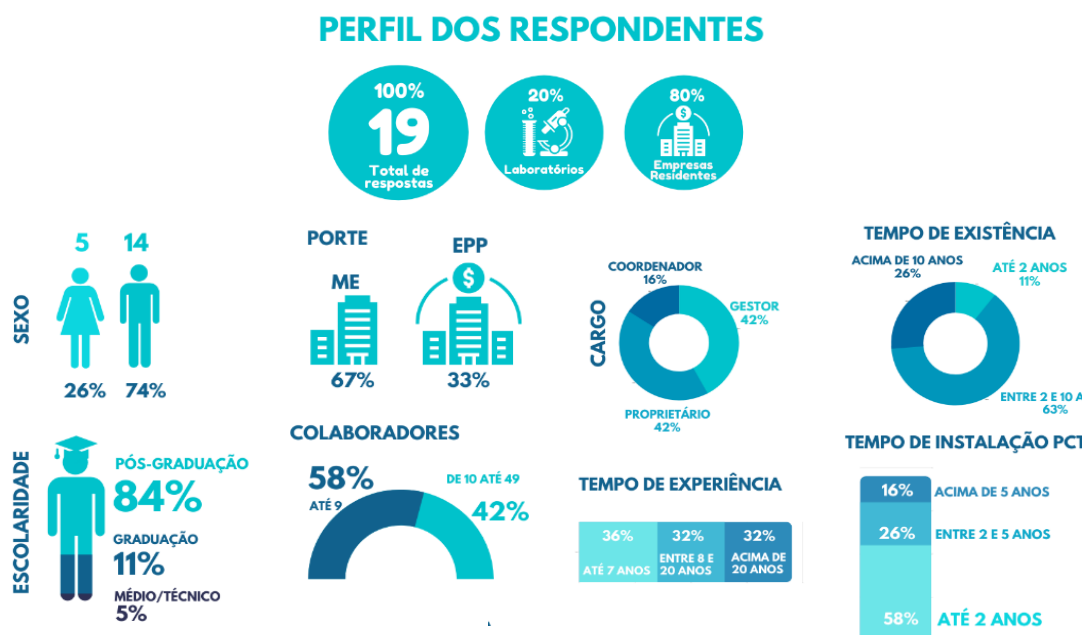 PERFIL DOS RESPONDENTES
100%
19
Total de
respostas
20%
Laboratórios
80%
$
Empresas
Residentes
SEXO
5
14
26%
74%
PORTE
ME
67%
EPP
$
33%
CARGO
COORDENADOR
16%
GESTOR
42%
PROPRIETÁRIO
42%
TEMPO DE EXISTÊNCIA
ACIMA DE 10 ANOS
26%
ATÉ 2 ANOS
11%
ENTRE 2 E 10 A
63%
ESCOLARIDADE
PÓS-GRADUAÇÃO
84%
GRADUAÇÃO
11%
MÉDIO/TÉCNICO
5%
COLABORADORES
58%
ATÉ 9
DE 10 ATÉ 49
42%
TEMPO DE EXPERIÊNCIA
36%
ATÉ 7 ANOS
32%
ENTRE 8 E
20 ANOS
32%
ACIMA DE
20 ANOS
TEMPO DE INSTALAÇÃO PCT
16%
ACIMA DE 5 ANOS
26%
ENTRE 2 E 5 ANOS
58%
ATÉ 2 ANOS